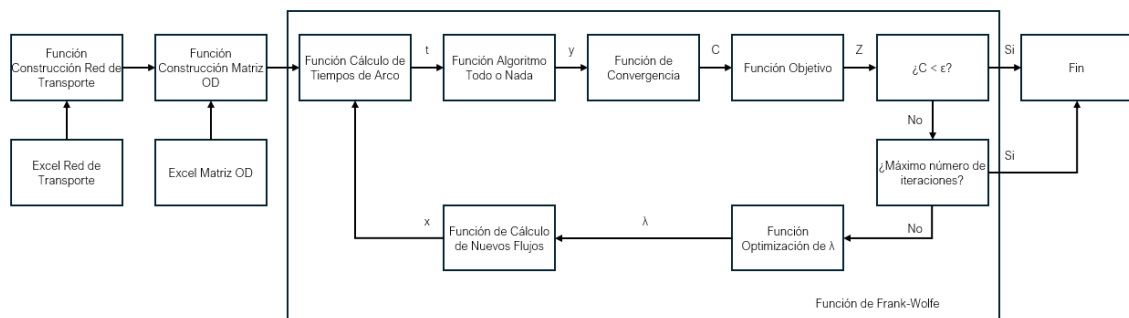 Función
Construcción Red de
Transporte
Función
Construcción Matriz
OD
Función Cálculo de
Tiempos de Arco
t
Función Algoritmo
Todo o Nada
y
Función de
Convergencia
C
Función Objetivo
Z
¿C < ε?
Si
Fin
No
Excel Red de
Transporte
Excel Matriz OD
¿Máximo número de
iteraciones?
Si
No
x
Función de Cálculo
de Nuevos Flujos
λ
Función
Optimización de λ
Función de Frank-Wolfe